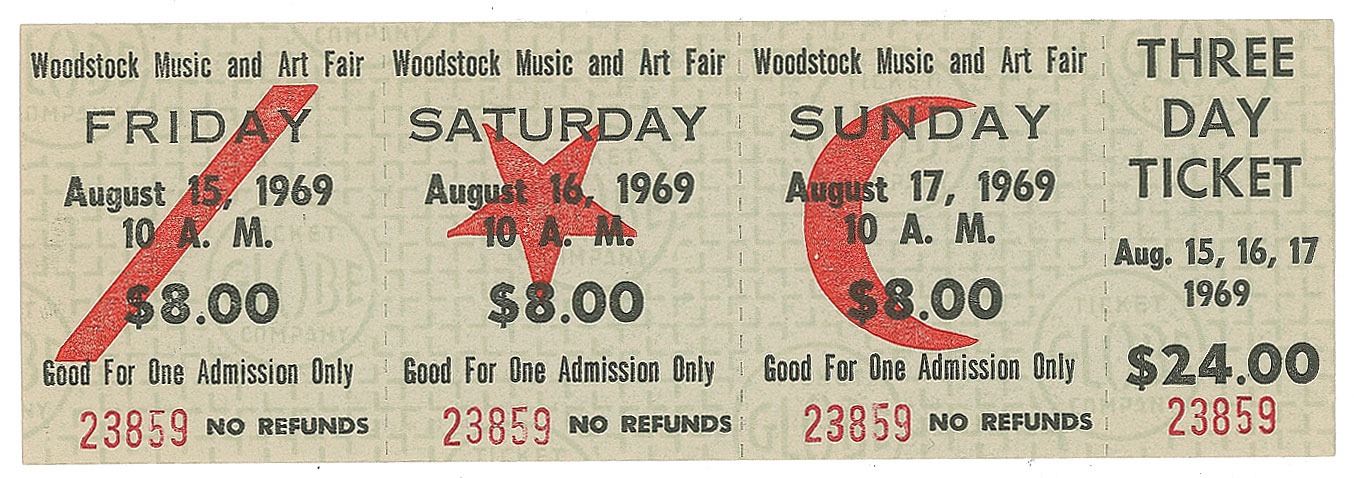 Woodstock Music and Art Fair
FRIDAY
August 15, 1969
10 A. M.
$8.00
Good For One Admission Only
23859 NO REFUNDS
Woodstock Music and Art Fair
SATURDAY
August 16, 1969
10 A. M.
$8.00
Good For One Admission Only
23859 NO REFUNDS
Woodstock Music and Art Fair
SUNDAY
August 17, 1969
10 A. M.
$8.00
Good For One Admission Only
23859 NO REFUNDS
THREE
DAY
TICKET
Aug. 15, 16, 17
1969
$24.00
23859